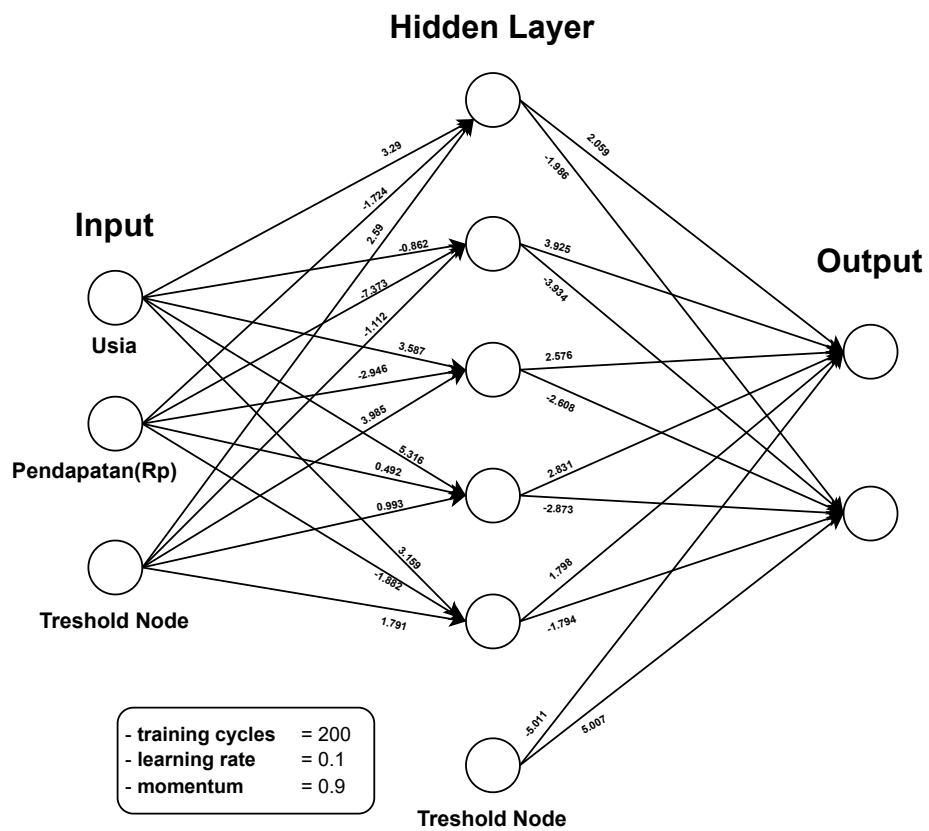 Hidden Layer
Input
Output
3.29
-1.724
2.59
2.059
-1.986
Usia
-0.862
-7.373
-1.112
3.925
-3.934
Pendapatan(Rp)
3.587
-2.946
3.985
2.576
-2.608
5.316
0.492
0.993
2.831
-2.873
Treshold Node
3.159
-1.882
1.791
1.798
-1.794
-5.011
5.007
- training cycles = 200
- learning rate = 0.1
- momentum = 0.9
Treshold Node